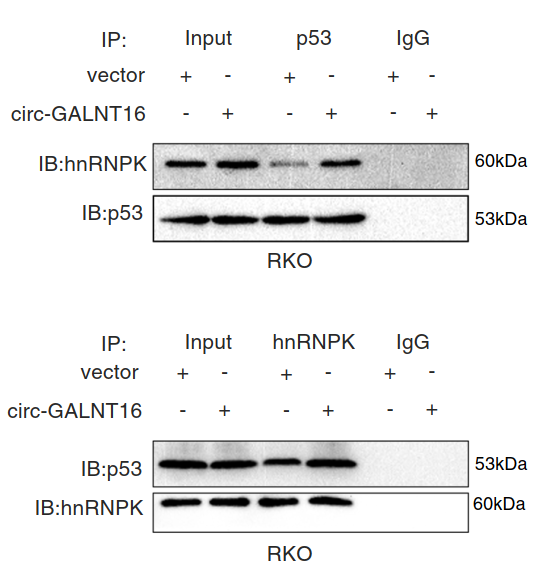 IP: Input p53 IgG
vector + - + - + -
circ-GALNT16 - + - + - +
IB:hnRNPK 60kDa
IB:p53 53kDa
RKO
IP: Input hnRNPK IgG
vector + - + - + -
circ-GALNT16 - + - + - +
IB:p53 53kDa
IB:hnRNPK 60kDa
RKO